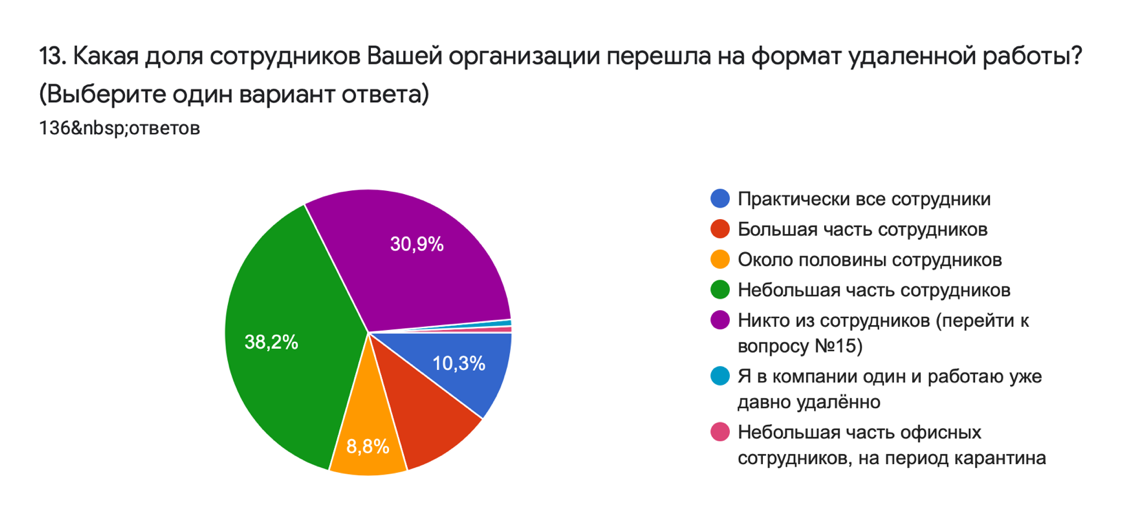 13. Какая доля сотрудников Вашей организации перешла на формат удаленной работы?
(Выберите один вариант ответа)
136&nbsp;ответов
30,9%
38,2%
10,3%
8,8%
Практически все сотрудники
Большая часть сотрудников
Около половины сотрудников
Небольшая часть сотрудников
Никто из сотрудников (перейти к
вопросу №15)
Я в компании один и работаю уже
давно удалённо
Небольшая часть офисных
сотрудников, на период карантина